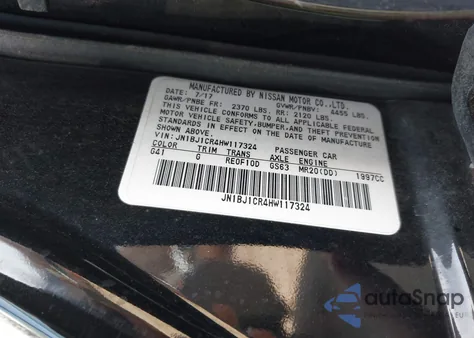 MANUFACTURED BY NISSAN MOTOR CO.,LTD.
DATE: 7/17 GVWR/PNBV: 4455 LBS.
GAWR/PNBE FR: 2370 LBS. RR: 2120 LBS.
THIS VEHICLE CONFORMS TO ALL APPLICABLE FEDERAL
MOTOR VEHICLE SAFETY,BUMPER,AND THEFT PREVENTION
STANDARDS IN EFFECT ON THE DATE OF MANUFACTURE
SHOWN ABOVE.
VIN: JN1BJ1CR4HW117324 PASSENGER CAR
COLOR TRIM TRANS AXLE ENGINE
G41 G RE0F10D GS63 MR20(DD) 1997CC
JN1BJ1CR4HW117324
autoSnap